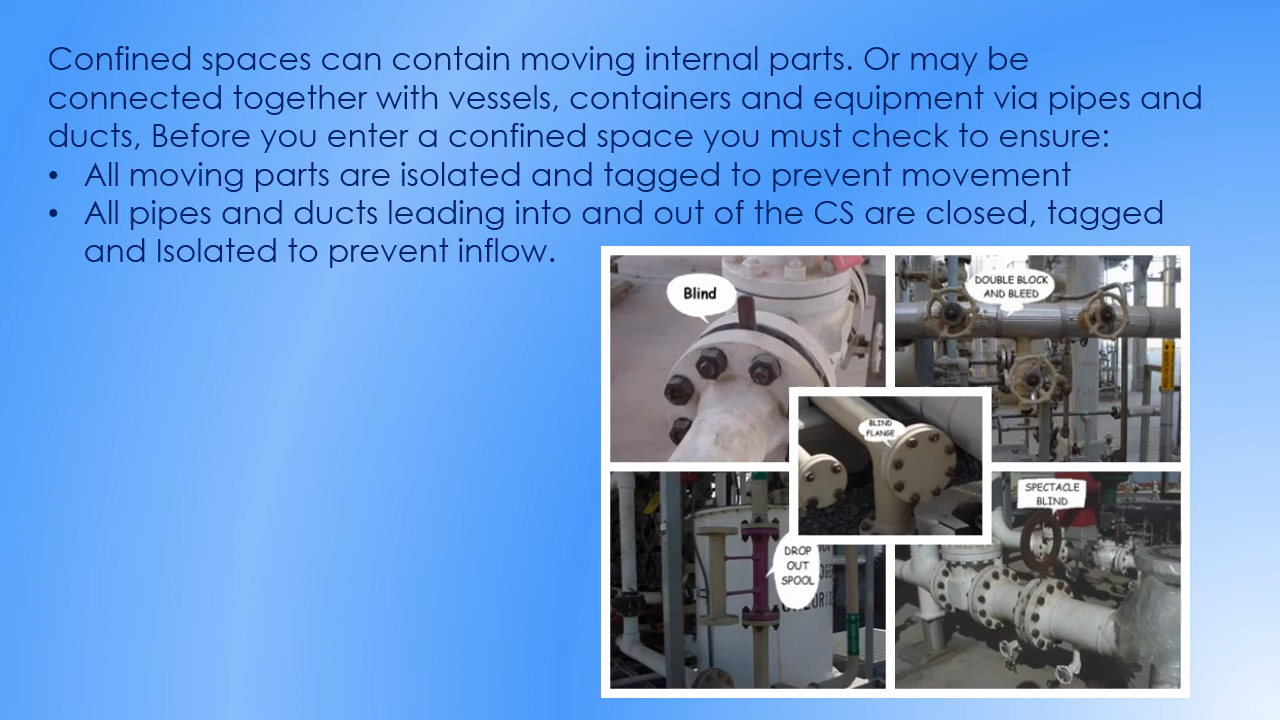 Confined spaces can contain moving internal parts. Or may be
connected together with vessels, containers and equipment via pipes and
ducts, Before you enter a confined space you must check to ensure:
• All moving parts are isolated and tagged to prevent movement
• All pipes and ducts leading into and out of the CS are closed, tagged
and Isolated to prevent inflow.
Blind
DOUBLE BLOCK
AND BLEED
BLIND
FLANGE
SPECTACLE
BLIND
DROP
OUT
SPOOL